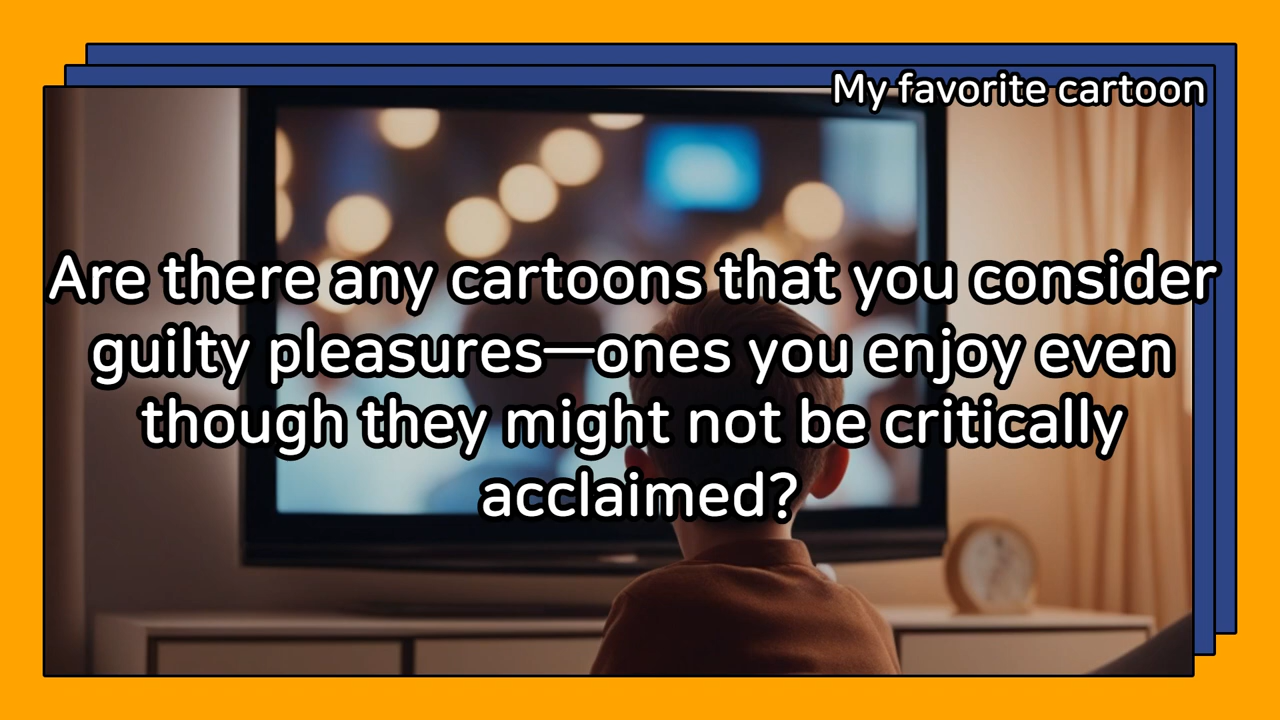 My favorite cartoon
Are there any cartoons that you consider
guilty pleasures—ones you enjoy even
though they might not be critically
acclaimed?